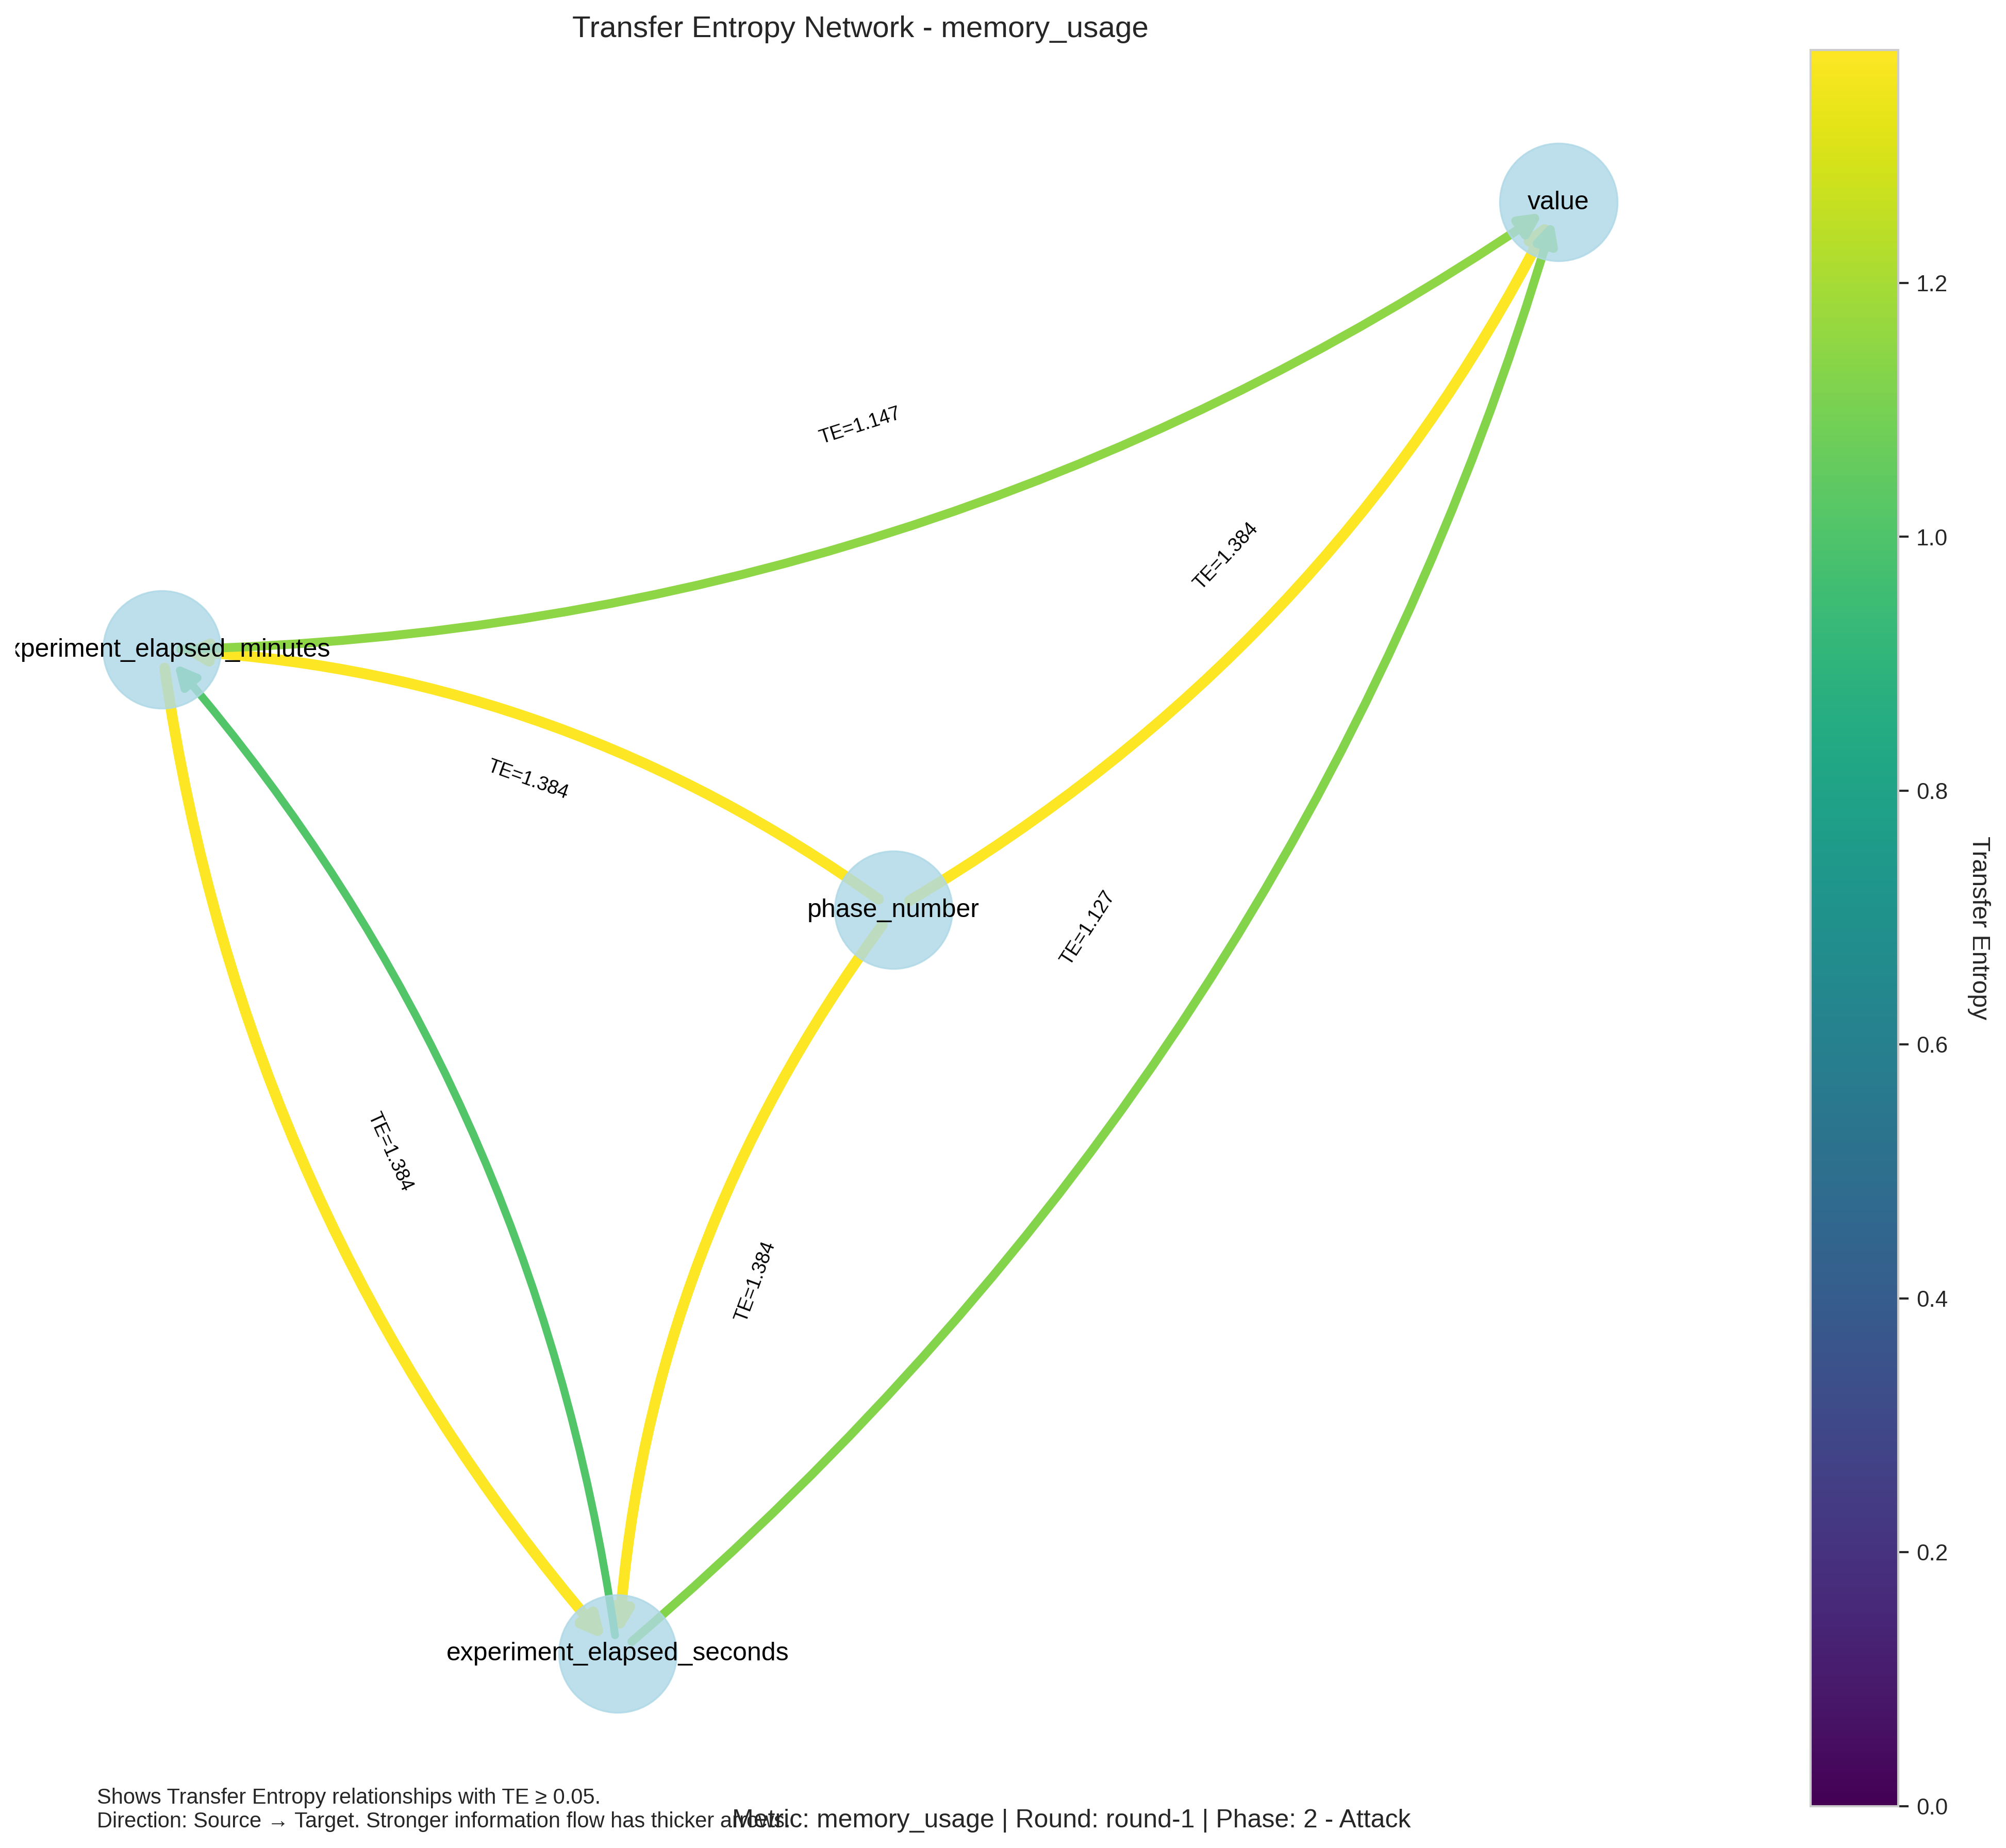 Transfer Entropy Network - memory_usage
value
1.2
TE=1.147
TE=1.384
1.0
xperiment_elapsed_minutes
TE=1.384
0.8
Transfer Entropy
phase_number
TE=1.127
0.6
TE=1.384
TE=1.384
0.4
0.2
experiment_elapsed_seconds
Shows Transfer Entropy relationships with TE ≥ 0.05.
0.0
Direction: Source → Target. Stronger information flow has thicker arrows.
Metric: memory_usage | Round: round-1 | Phase: 2 - Attack